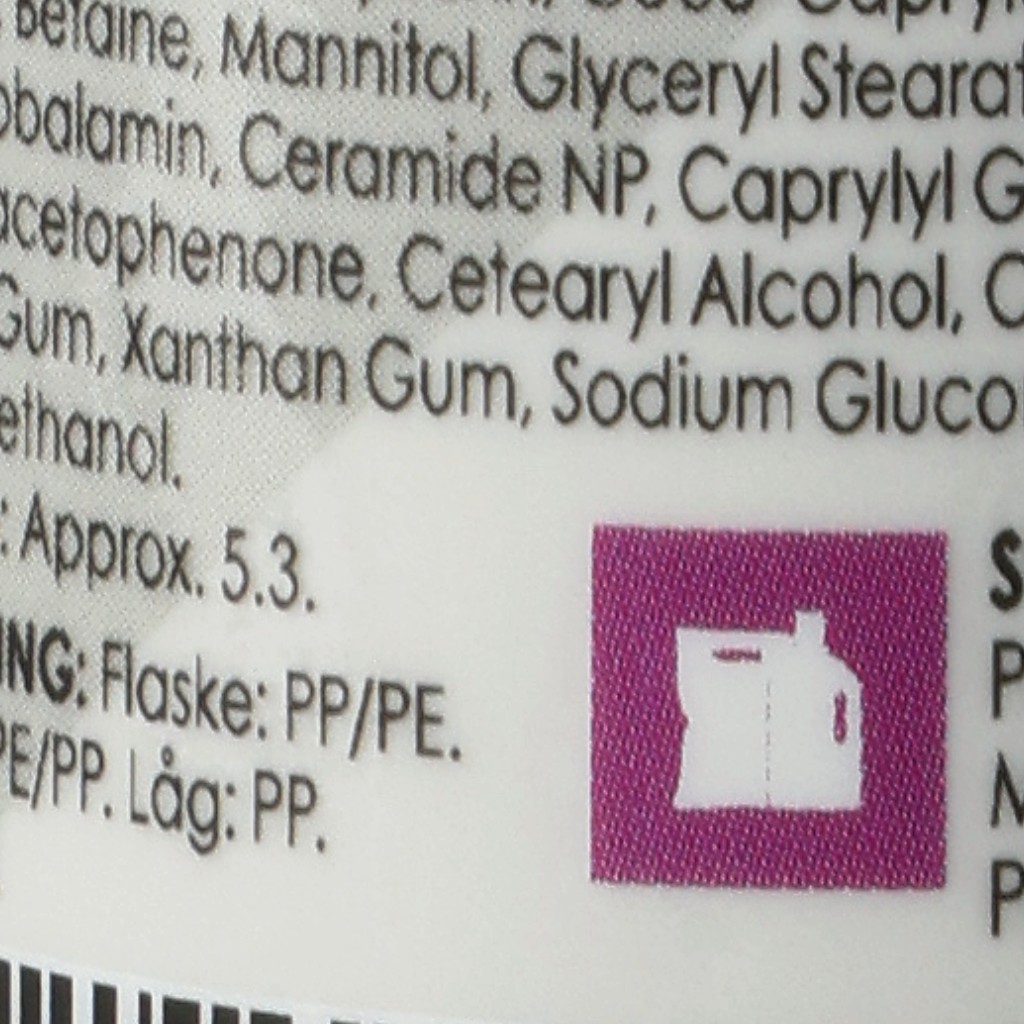 Betaine, Mannitol, Glyceryl Stearat
obalamin, Ceramide NP, Caprylyl G
acetophenone, Cetearyl Alcohol, C
Gum, Xanthan Gum, Sodium Gluco
ethanol.
: Approx. 5.3.
ING: Flaske: PP/PE.
PE/PP. Låg: PP.
S
P
M
P